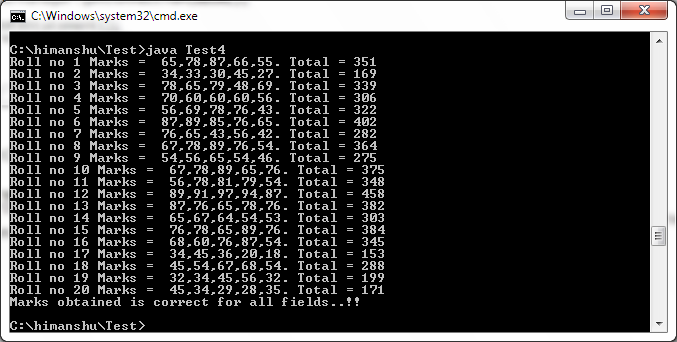 C:\Windows\system32\cmd.exe
C:\himanshu\Test>java Test4
Roll no 1 Marks =  65,78,87,66,55. Total = 351
Roll no 2 Marks =  34,33,30,45,27. Total = 169
Roll no 3 Marks =  78,65,79,48,69. Total = 339
Roll no 4 Marks =  70,60,60,60,56. Total = 306
Roll no 5 Marks =  56,69,78,76,43. Total = 322
Roll no 6 Marks =  87,89,85,76,65. Total = 402
Roll no 7 Marks =  76,65,43,56,42. Total = 282
Roll no 8 Marks =  67,78,89,76,54. Total = 364
Roll no 9 Marks =  54,56,65,54,46. Total = 275
Roll no 10 Marks =  67,78,89,65,76. Total = 375
Roll no 11 Marks =  56,78,81,79,54. Total = 348
Roll no 12 Marks =  89,91,97,94,87. Total = 458
Roll no 13 Marks =  87,76,65,78,76. Total = 382
Roll no 14 Marks =  65,67,64,54,53. Total = 303
Roll no 15 Marks =  76,78,65,89,76. Total = 384
Roll no 16 Marks =  68,60,76,87,54. Total = 345
Roll no 17 Marks =  34,45,36,20,18. Total = 153
Roll no 18 Marks =  45,54,67,68,54. Total = 288
Roll no 19 Marks =  32,34,45,56,32. Total = 199
Roll no 20 Marks =  45,34,29,28,35. Total = 171
Marks obtained is correct for all fields..!!
C:\himanshu\Test>